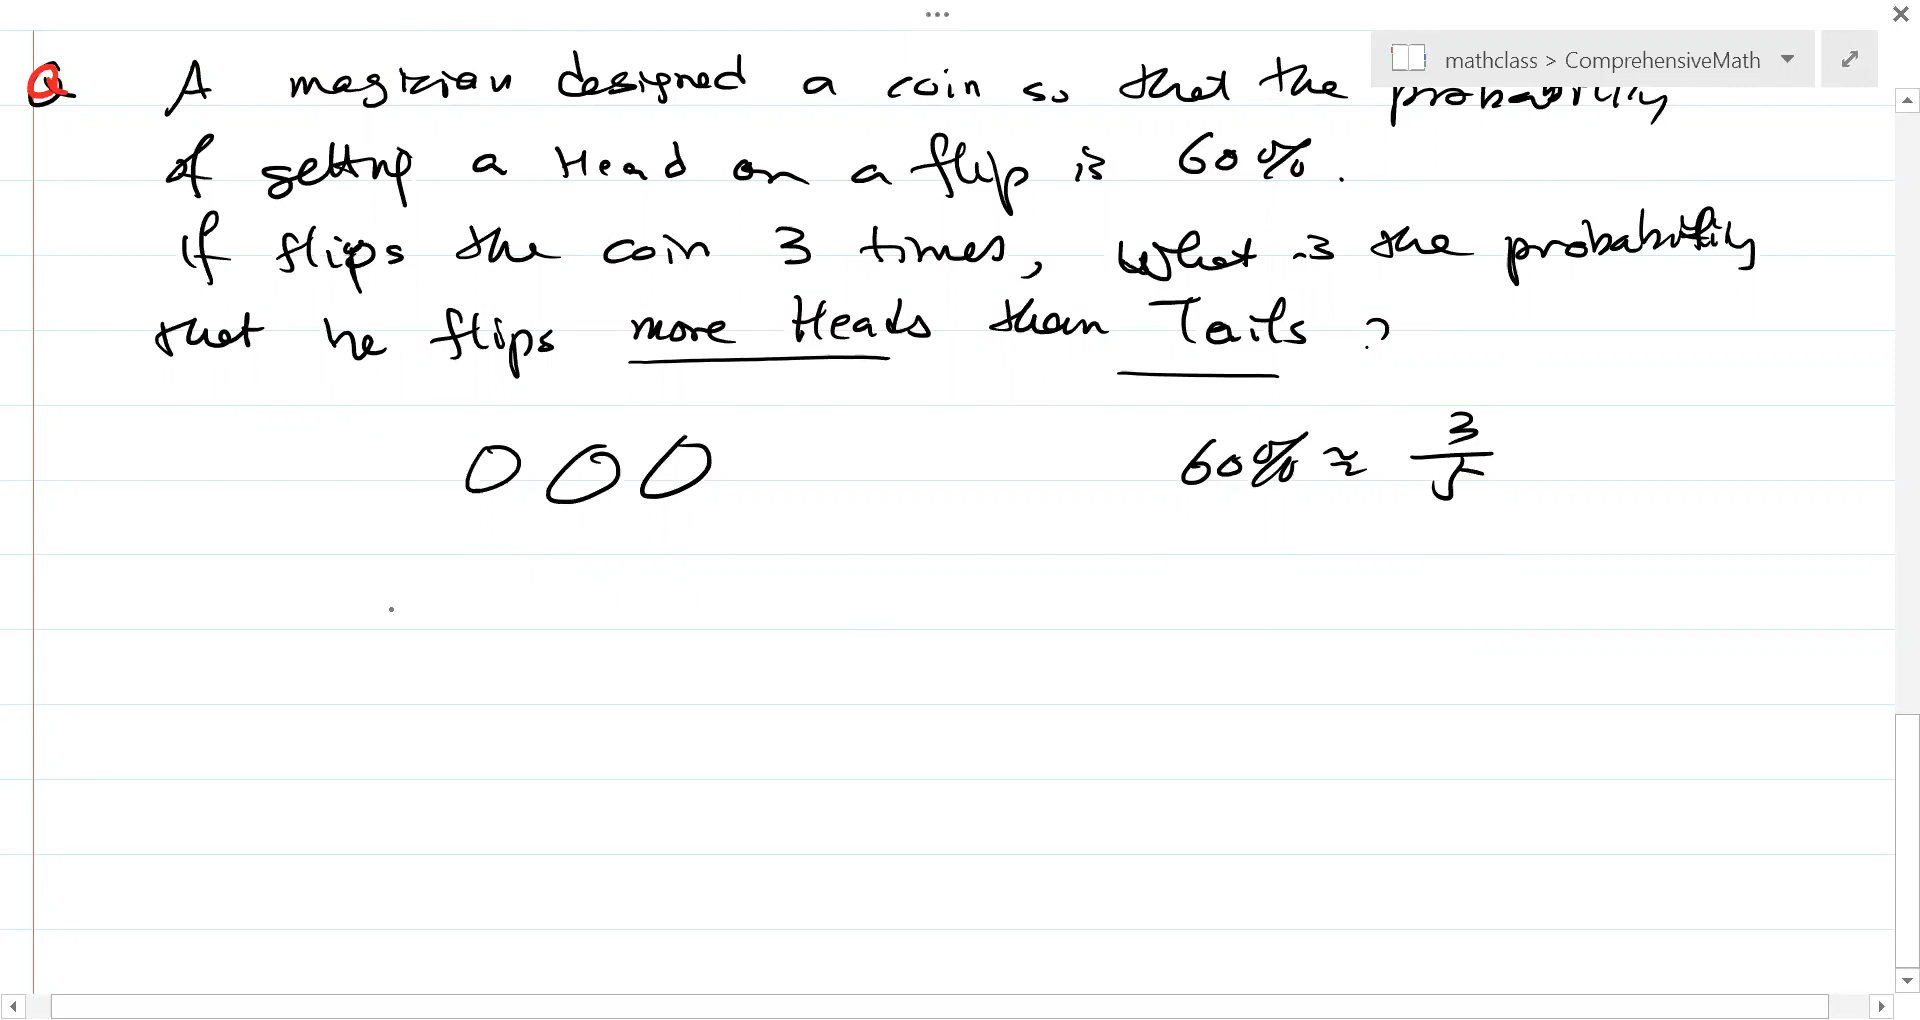 mathclass > ComprehensiveMath
Q A magician designed a coin so that the probability
of getting a Head on a flip is 60%.
If flips the coin 3 times, what is the probability
that he flips more Heads than Tails ?
60% ≈ 3/5